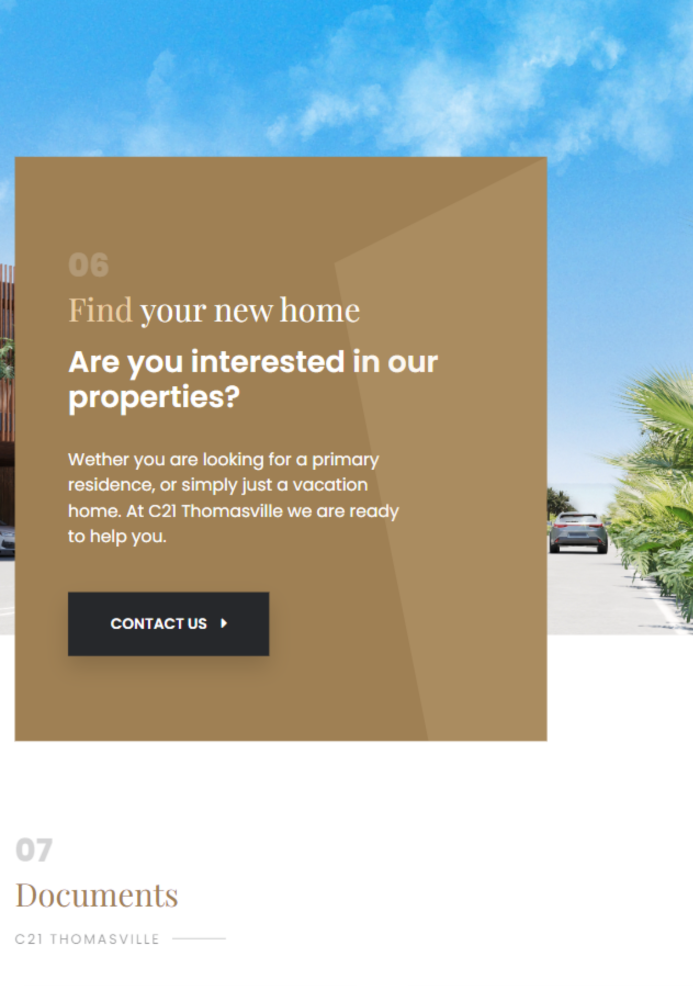 06
Find your new home
Are you interested in our
properties?
Wether you are looking for a primary
residence, or simply just a vacation
home. At C21 Thomasville we are ready
to help you.
CONTACT US
07
Documents
C21 THOMASVILLE